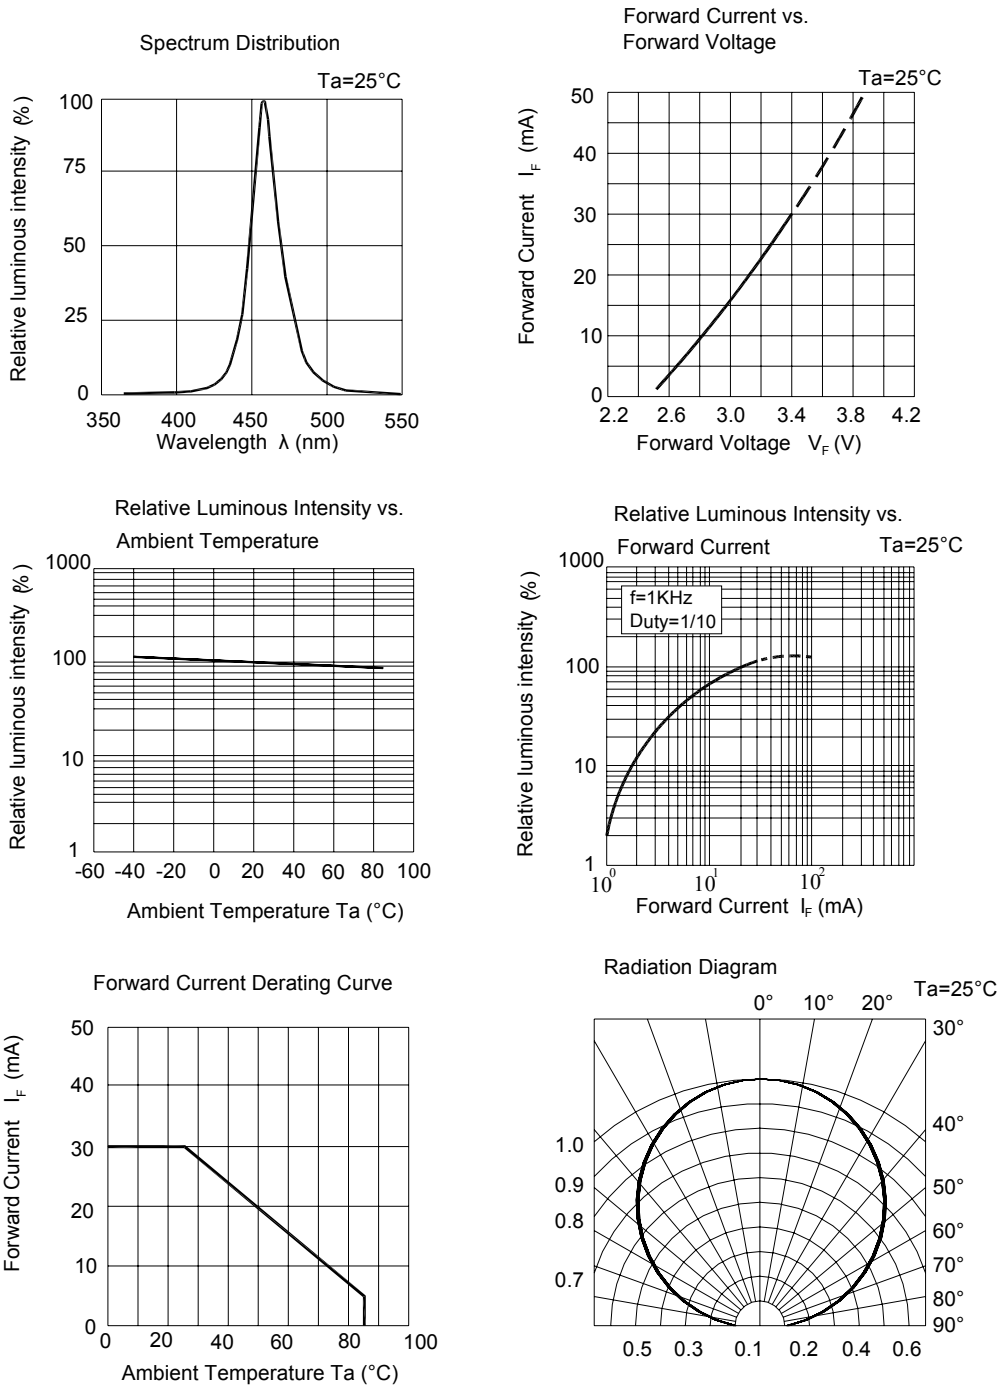 Spectrum Distribution
Ta=25°C
Relative luminous intensity (%)
100
75
50
25
0
350 400 450 500 550
Wavelength λ (nm)
Forward Current vs.
Forward Voltage
Ta=25°C
Forward Current I_F (mA)
50
40
30
20
10
0
2.2 2.6 3.0 3.4 3.8 4.2
Forward Voltage V_F (V)
Relative Luminous Intensity vs.
Ambient Temperature
Relative luminous intensity (%)
1000
100
10
1
-60 -40 -20 0 20 40 60 80 100
Ambient Temperature Ta (°C)
Relative Luminous Intensity vs.
Forward Current Ta=25°C
Relative luminous intensity (%)
1000
f=1KHz
Duty=1/10
100
10
1
10⁰ 10¹ 10²
Forward Current I_F (mA)
Forward Current Derating Curve
Forward Current I_F (mA)
50
40
30
20
10
0
0 20 40 60 80 100
Ambient Temperature Ta (°C)
Radiation Diagram
Ta=25°C
0° 10° 20°
30°
40°
50°
60°
70°
80°
90°
1.0
0.9
0.8
0.7
0.5 0.3 0.1 0.2 0.4 0.6